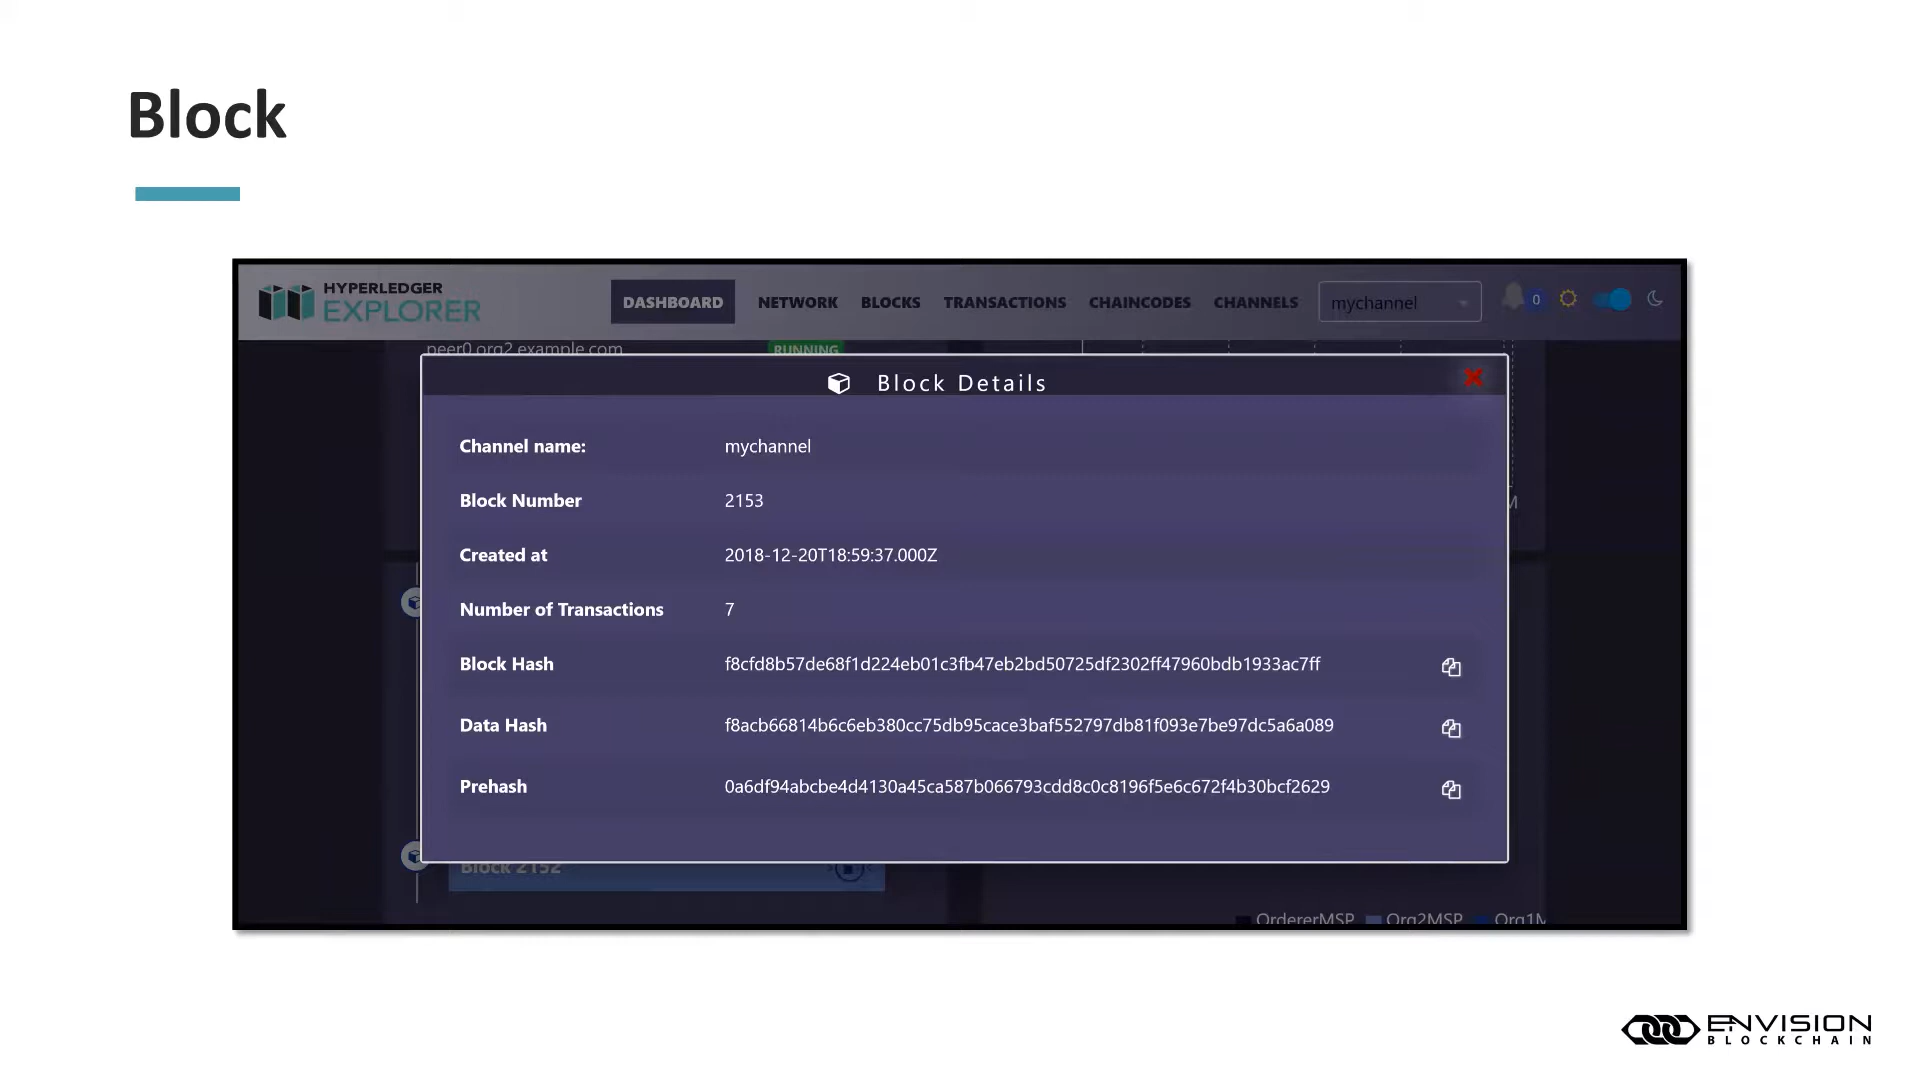 Block
HYPERLEDGER
EXPLORER
DASHBOARD NETWORK BLOCKS TRANSACTIONS CHAINCODES CHANNELS mychannel 0
peer0.org2.example.com RUNNING
Block Details
Channel name: mychannel
Block Number 2153
Created at 2018-12-20T18:59:37.000Z
Number of Transactions 7
Block Hash f8cfd8b57de68f1d224eb01c3fb47eb2bd50725df2302ff47960bdb1933ac7ff
Data Hash f8acb66814b6c6eb380cc75db95cace3baf552797db81f093e7be97dc5a6a089
Prehash 0a6df94abcbe4d4130a45ca587b066793cdd8c0c8196f5e6c672f4b30bcf2629
Block 2152
OrdererMSP Org2MSP Org1M
ENVISION
BLOCKCHAIN